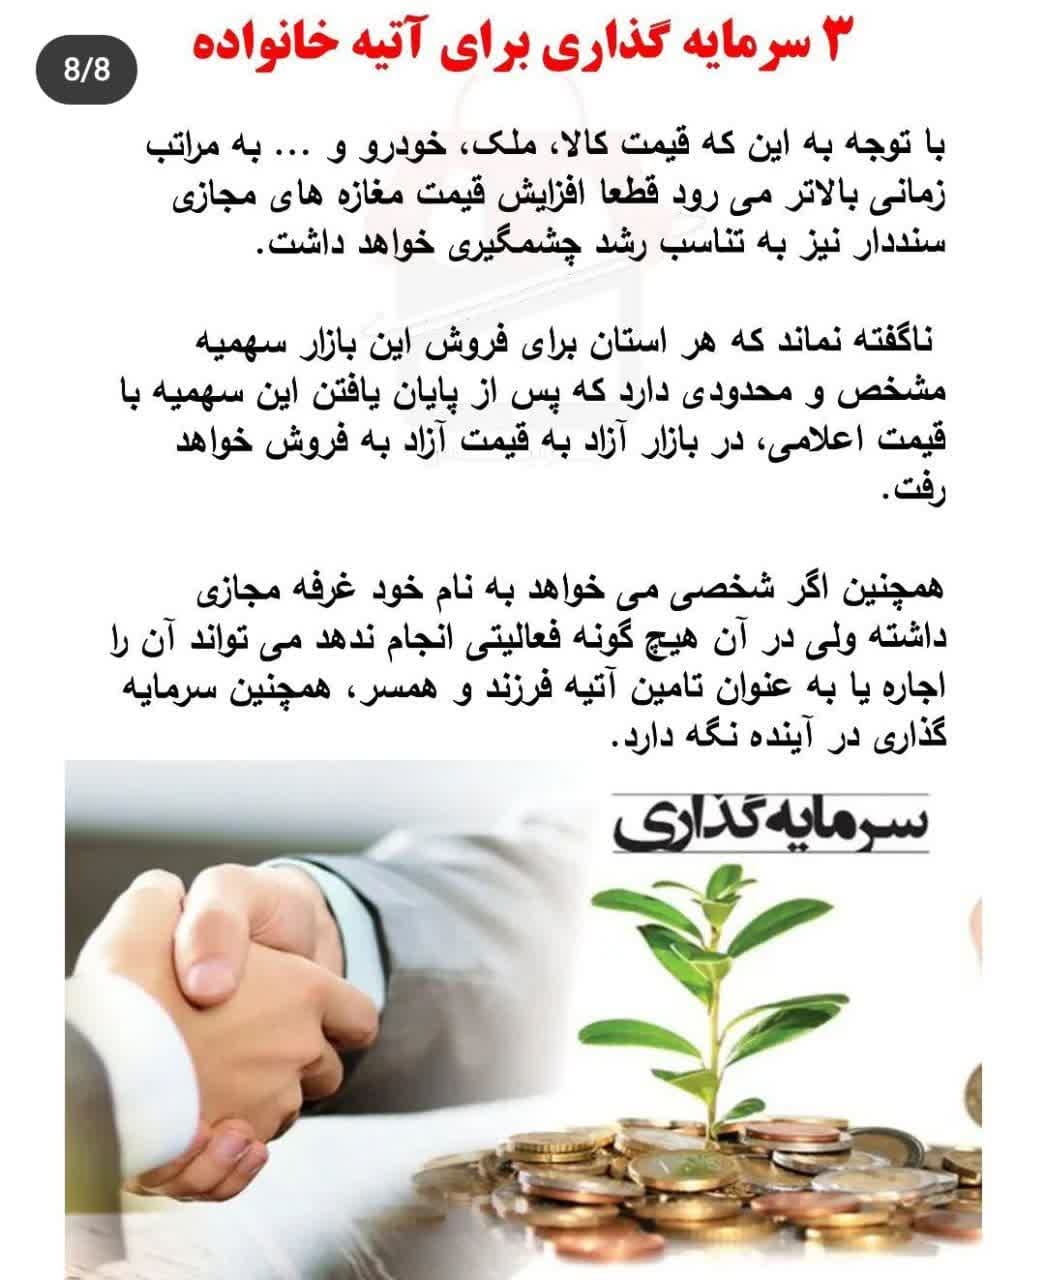 ۳ سرمایه گذاری برای آتیه خانواده
8/8
با توجه به این که قیمت کالا، ملک، خودرو و ... به مراتب
زمانی بالاتر می رود قطعا افزایش قیمت مغازه های مجازی
سنددار نیز به تناسب رشد چشمگیری خواهد داشت.
ناگفته نماند که هر استان برای فروش این بازار سهمیه
مشخص و محدودی دارد که پس از پایان یافتن این سهمیه با
قیمت اعلامی، در بازار آزاد به قیمت آزاد به فروش خواهد
رفت.
همچنین اگر شخصی می خواهد به نام خود غرفه مجازی
داشته ولی در آن هیچ گونه فعالیتی انجام ندهد می تواند آن را
اجاره یا به عنوان تامین آتیه فرزند و همسر، همچنین سرمایه
گذاری در آینده نگه دارد.
سرمایه‌گذاری